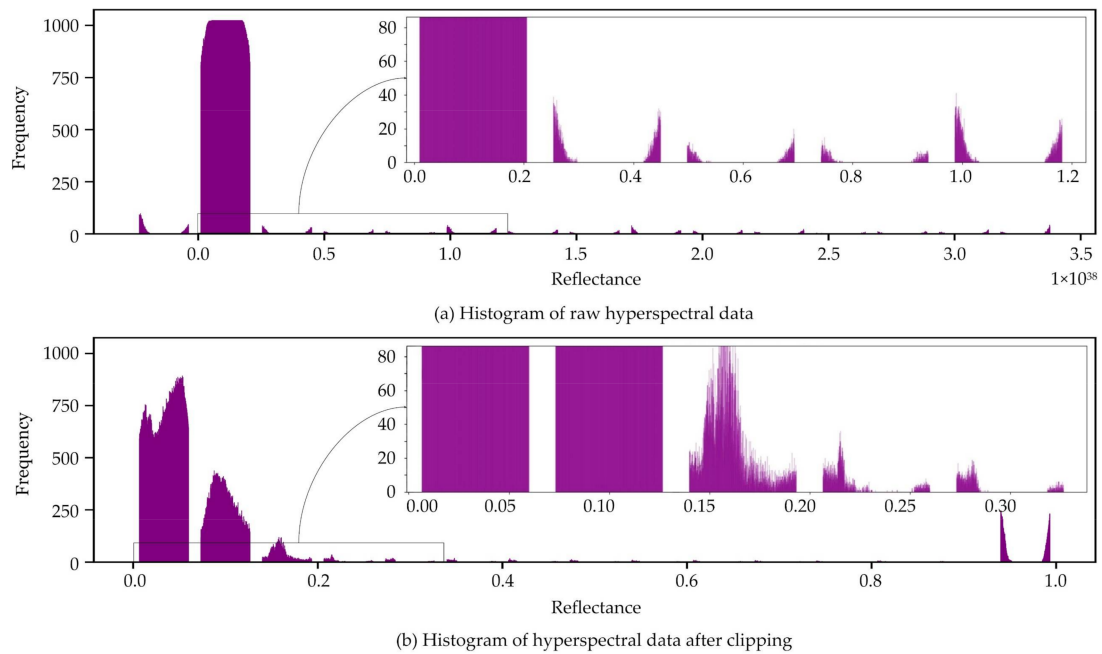 1000
750
500
250
0
Frequency
80
60
40
20
0
0.0 0.2 0.4 0.6 0.8 1.0 1.2
0.0 0.5 1.0 1.5 2.0 2.5 3.0 3.5
Reflectance
1×10³⁸
(a) Histogram of raw hyperspectral data
1000
750
500
250
0
Frequency
80
60
40
20
0
0.00 0.05 0.10 0.15 0.20 0.25 0.30
0.0 0.2 0.4 0.6 0.8 1.0
Reflectance
(b) Histogram of hyperspectral data after clipping